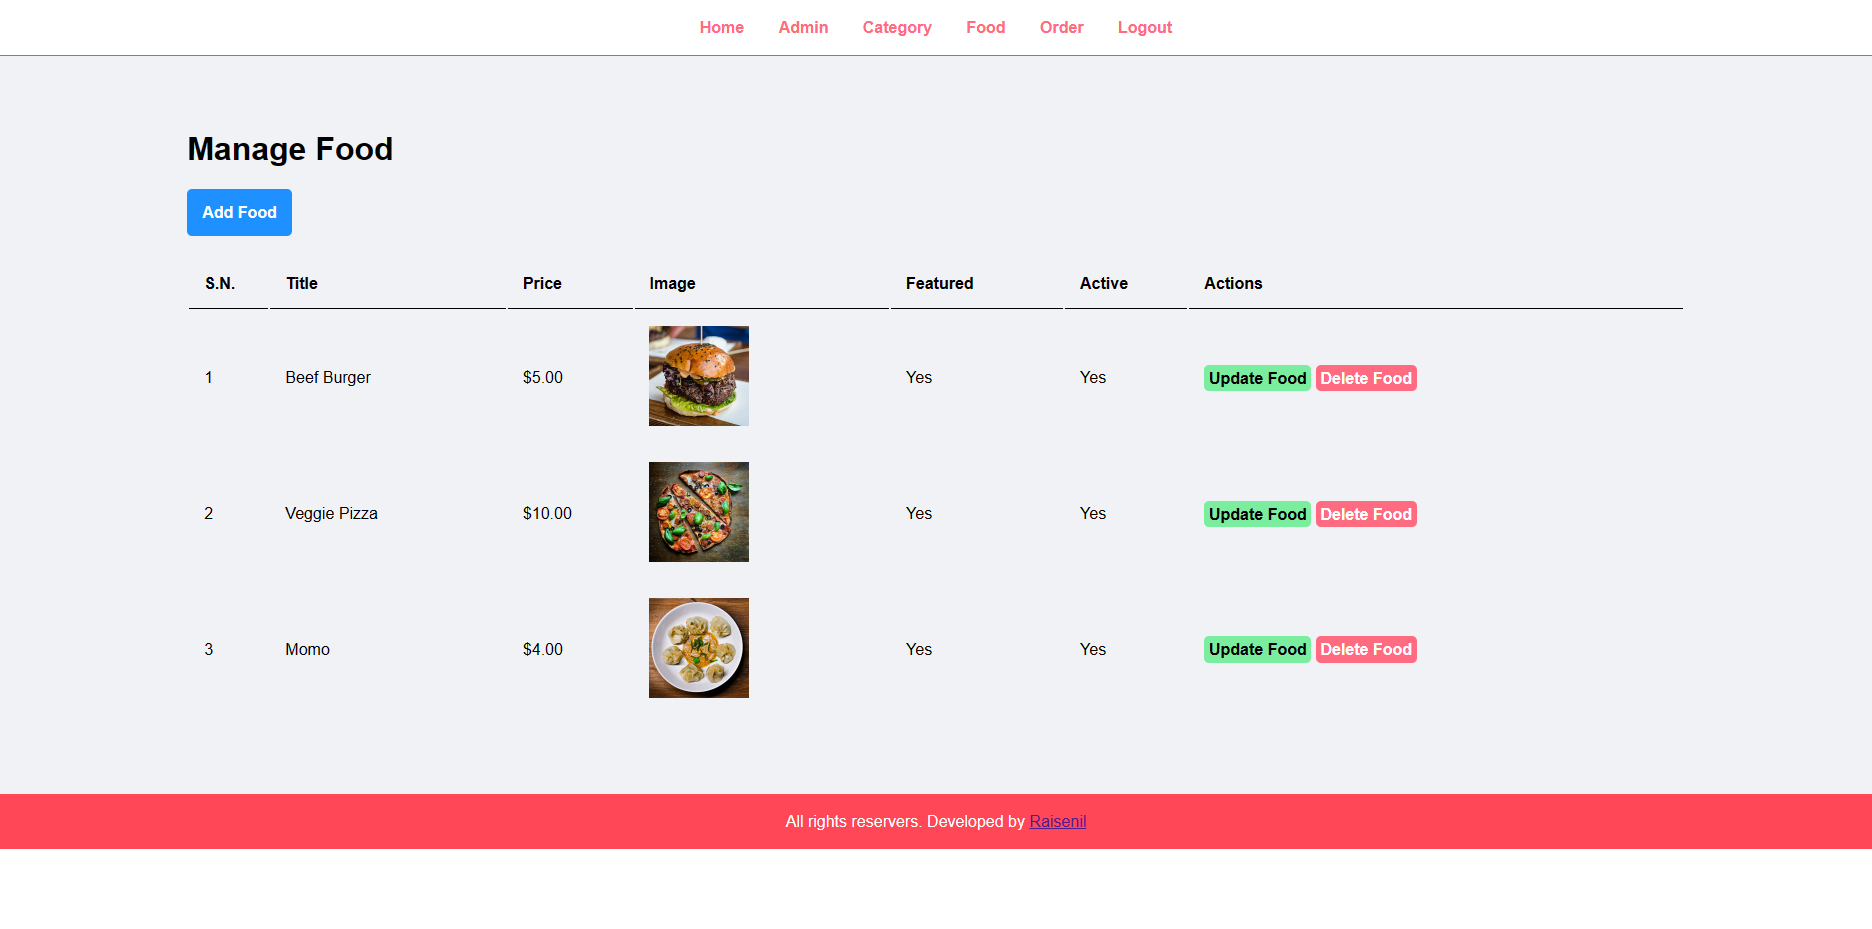 Home Admin Category Food Order Logout
Manage Food
Add Food
S.N. Title Price Image Featured Active Actions
1 Beef Burger $5.00 Yes Yes Update Food Delete Food
2 Veggie Pizza $10.00 Yes Yes Update Food Delete Food
3 Momo $4.00 Yes Yes Update Food Delete Food
All rights reservers. Developed by Raisenil